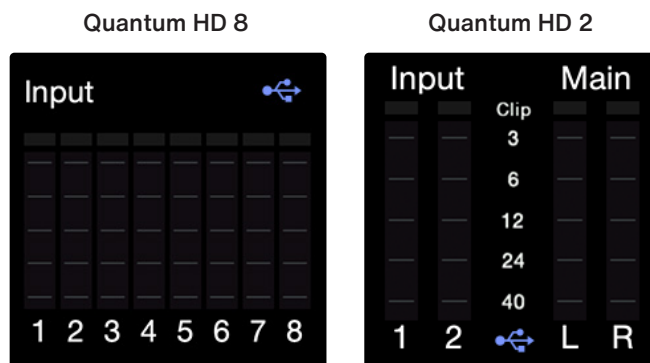 Quantum HD 8
Input
1 2 3 4 5 6 7 8
Quantum HD 2
Input Main
Clip
3
6
12
24
40
1 2 L R